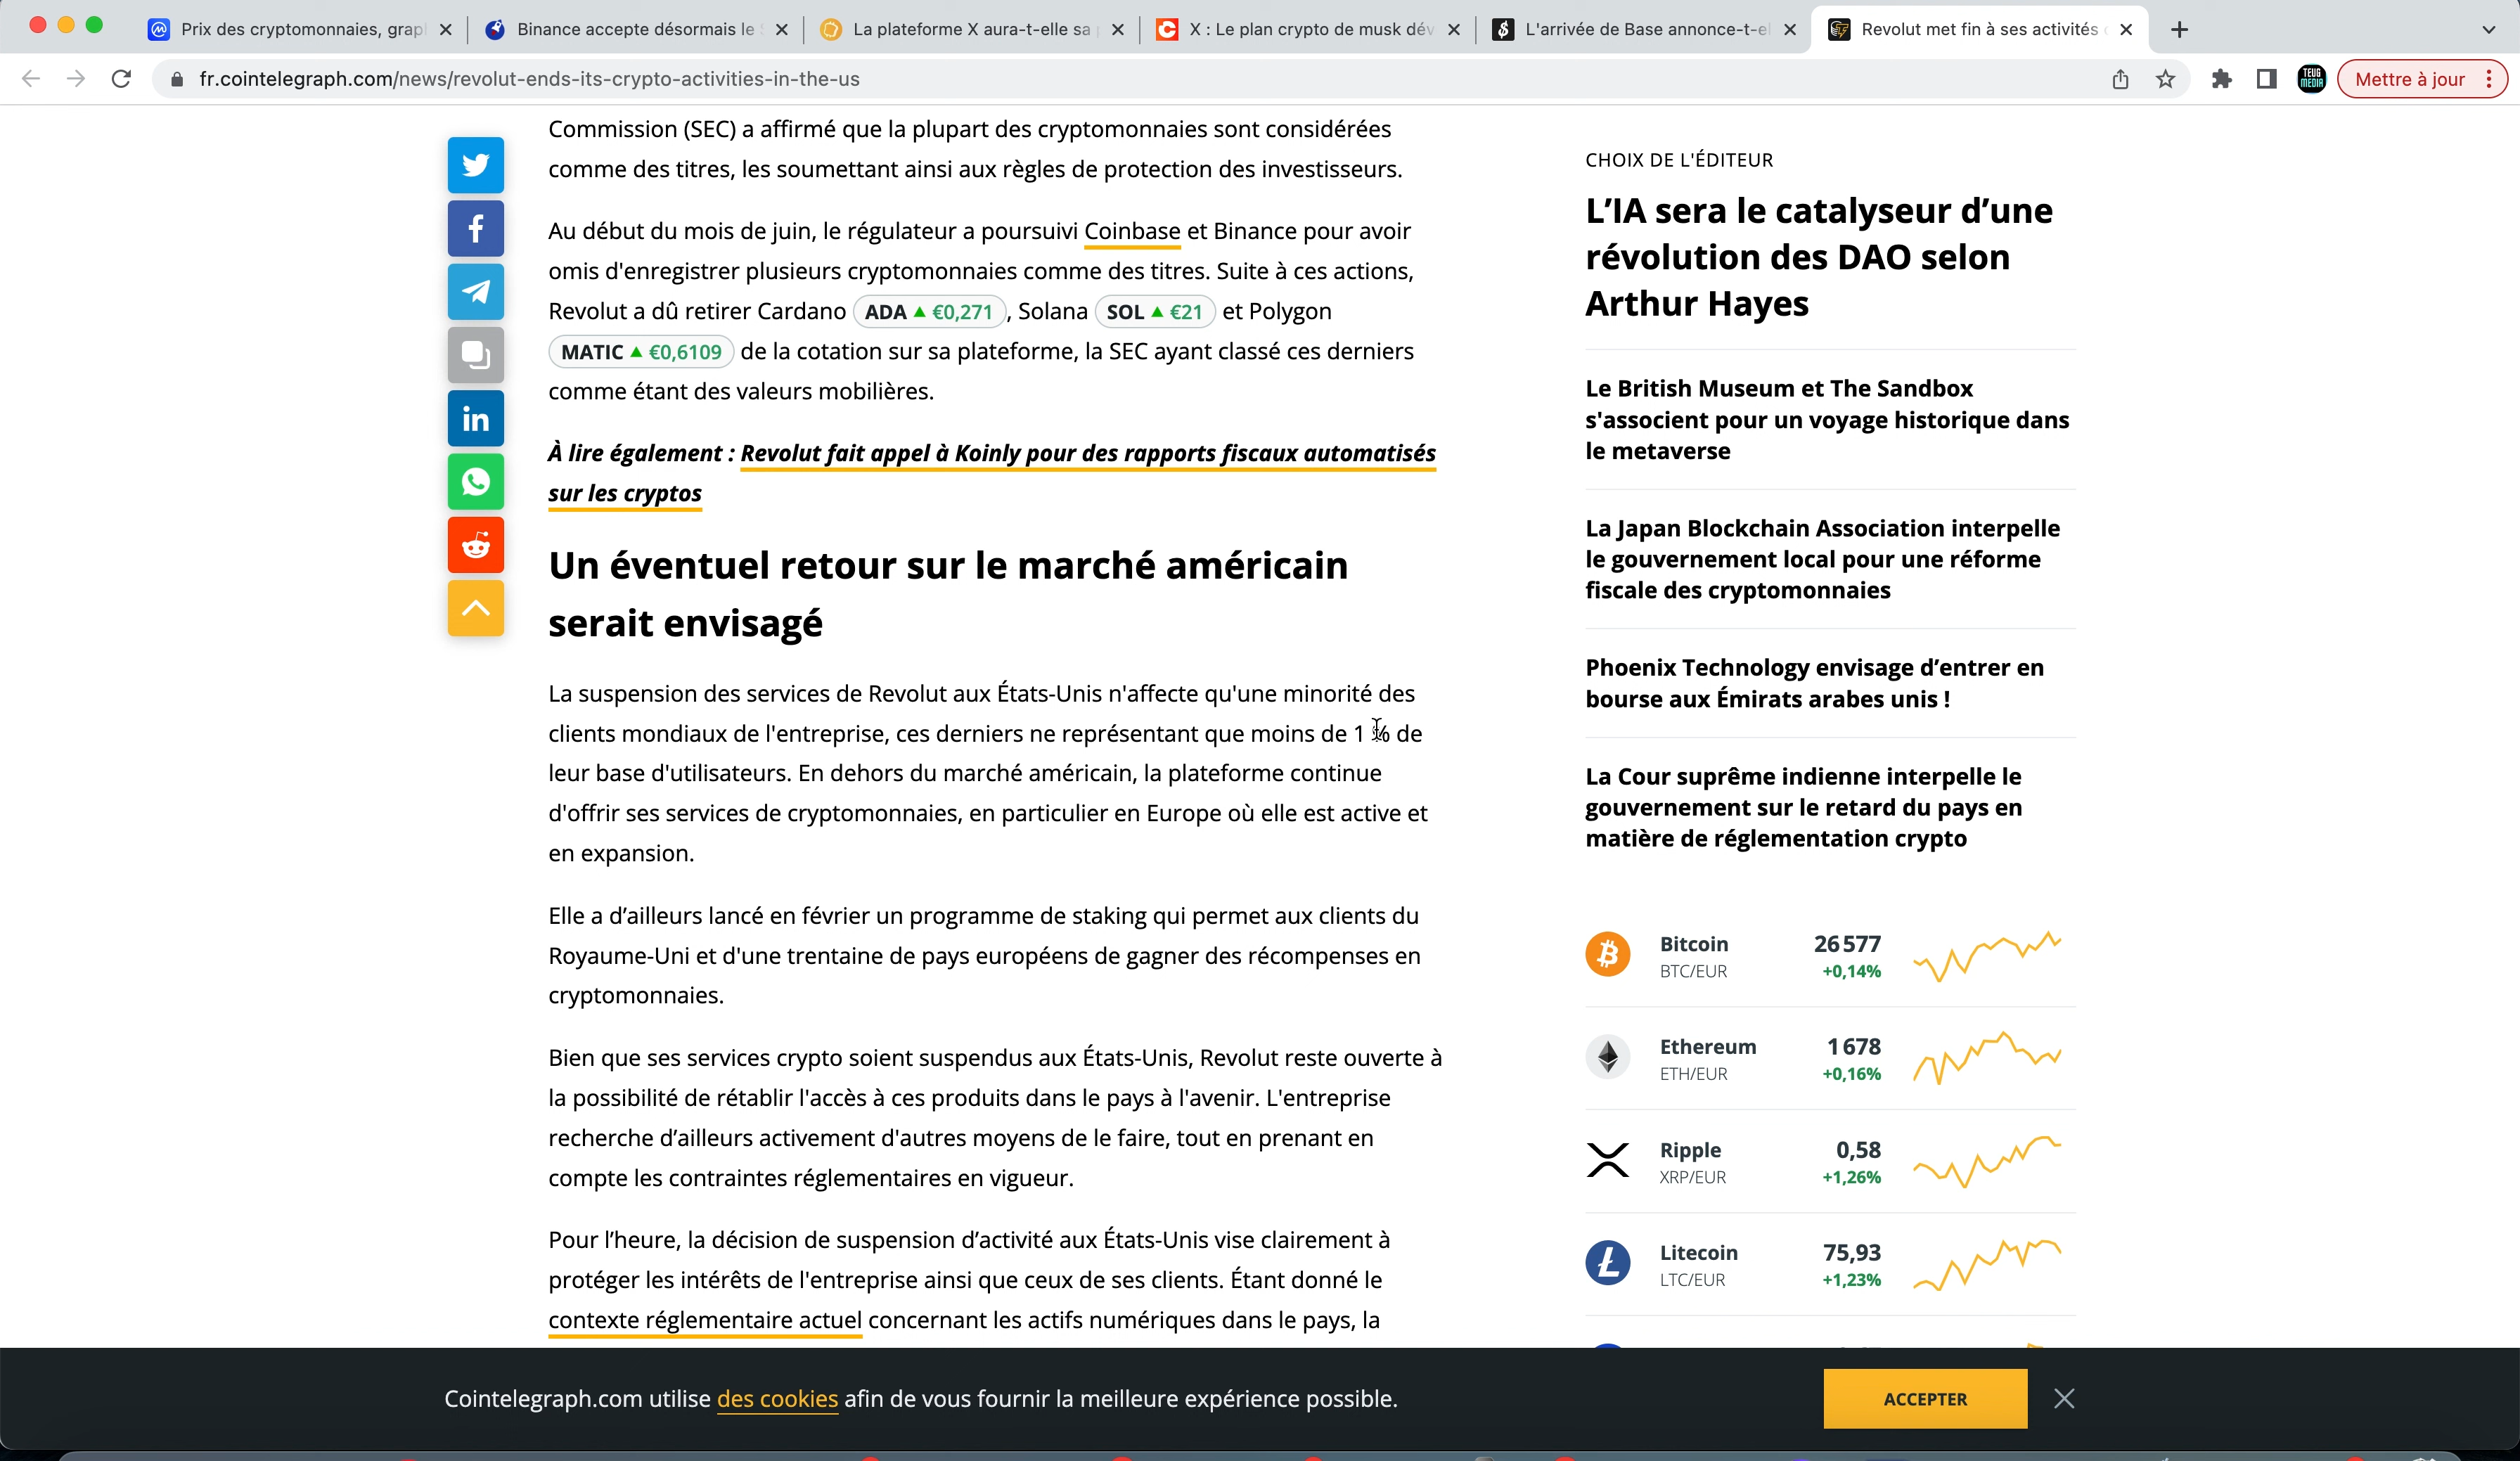 Prix des cryptomonnaies, grap
Binance accepte désormais le
La plateforme X aura-t-elle sa
X : Le plan crypto de musk dév
L'arrivée de Base annonce-t-el
Revolut met fin à ses activités
fr.cointelegraph.com/news/revolut-ends-its-crypto-activities-in-the-us
TEUG
MEDIA
Mettre à jour
Commission (SEC) a affirmé que la plupart des cryptomonnaies sont considérées
comme des titres, les soumettant ainsi aux règles de protection des investisseurs.
Au début du mois de juin, le régulateur a poursuivi Coinbase et Binance pour avoir
omis d'enregistrer plusieurs cryptomonnaies comme des titres. Suite à ces actions,
Revolut a dû retirer Cardano ADA ▲ €0,271 , Solana SOL ▲ €21 et Polygon
MATIC ▲ €0,6109 de la cotation sur sa plateforme, la SEC ayant classé ces derniers
comme étant des valeurs mobilières.
À lire également : Revolut fait appel à Koinly pour des rapports fiscaux automatisés
sur les cryptos
Un éventuel retour sur le marché américain
serait envisagé
La suspension des services de Revolut aux États-Unis n'affecte qu'une minorité des
clients mondiaux de l'entreprise, ces derniers ne représentant que moins de 1 % de
leur base d'utilisateurs. En dehors du marché américain, la plateforme continue
d'offrir ses services de cryptomonnaies, en particulier en Europe où elle est active et
en expansion.
Elle a d’ailleurs lancé en février un programme de staking qui permet aux clients du
Royaume-Uni et d'une trentaine de pays européens de gagner des récompenses en
cryptomonnaies.
Bien que ses services crypto soient suspendus aux États-Unis, Revolut reste ouverte à
la possibilité de rétablir l'accès à ces produits dans le pays à l'avenir. L'entreprise
recherche d’ailleurs activement d'autres moyens de le faire, tout en prenant en
compte les contraintes réglementaires en vigueur.
Pour l’heure, la décision de suspension d’activité aux États-Unis vise clairement à
protéger les intérêts de l'entreprise ainsi que ceux de ses clients. Étant donné le
contexte réglementaire actuel concernant les actifs numériques dans le pays, la
CHOIX DE L'ÉDITEUR
L’IA sera le catalyseur d’une
révolution des DAO selon
Arthur Hayes
Le British Museum et The Sandbox
s'associent pour un voyage historique dans
le metaverse
La Japan Blockchain Association interpelle
le gouvernement local pour une réforme
fiscale des cryptomonnaies
Phoenix Technology envisage d’entrer en
bourse aux Émirats arabes unis !
La Cour suprême indienne interpelle le
gouvernement sur le retard du pays en
matière de réglementation crypto
Bitcoin 26 577
BTC/EUR +0,14%
Ethereum 1 678
ETH/EUR +0,16%
Ripple 0,58
XRP/EUR +1,26%
Litecoin 75,93
LTC/EUR +1,23%
Cointelegraph.com utilise des cookies afin de vous fournir la meilleure expérience possible.
ACCEPTER